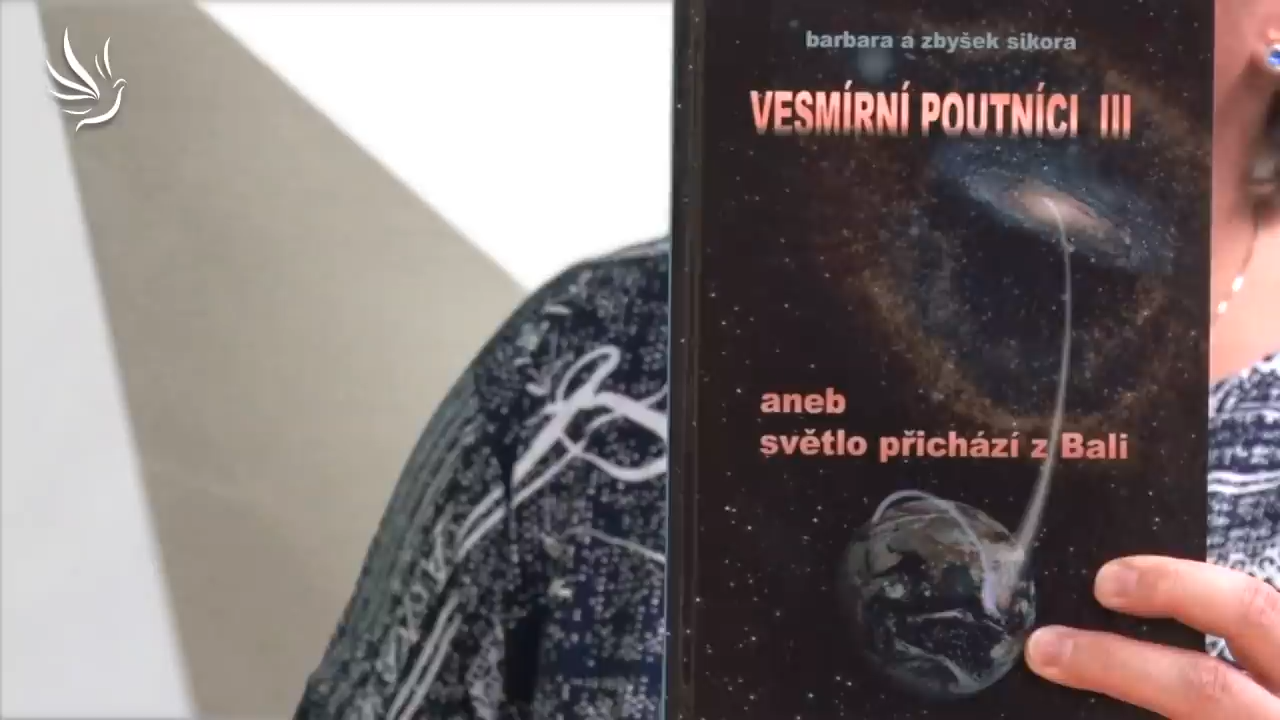 barbara a zbyšek sikora
VESMÍRNÍ POUTNÍCI III
aneb
světlo přichází z Bali